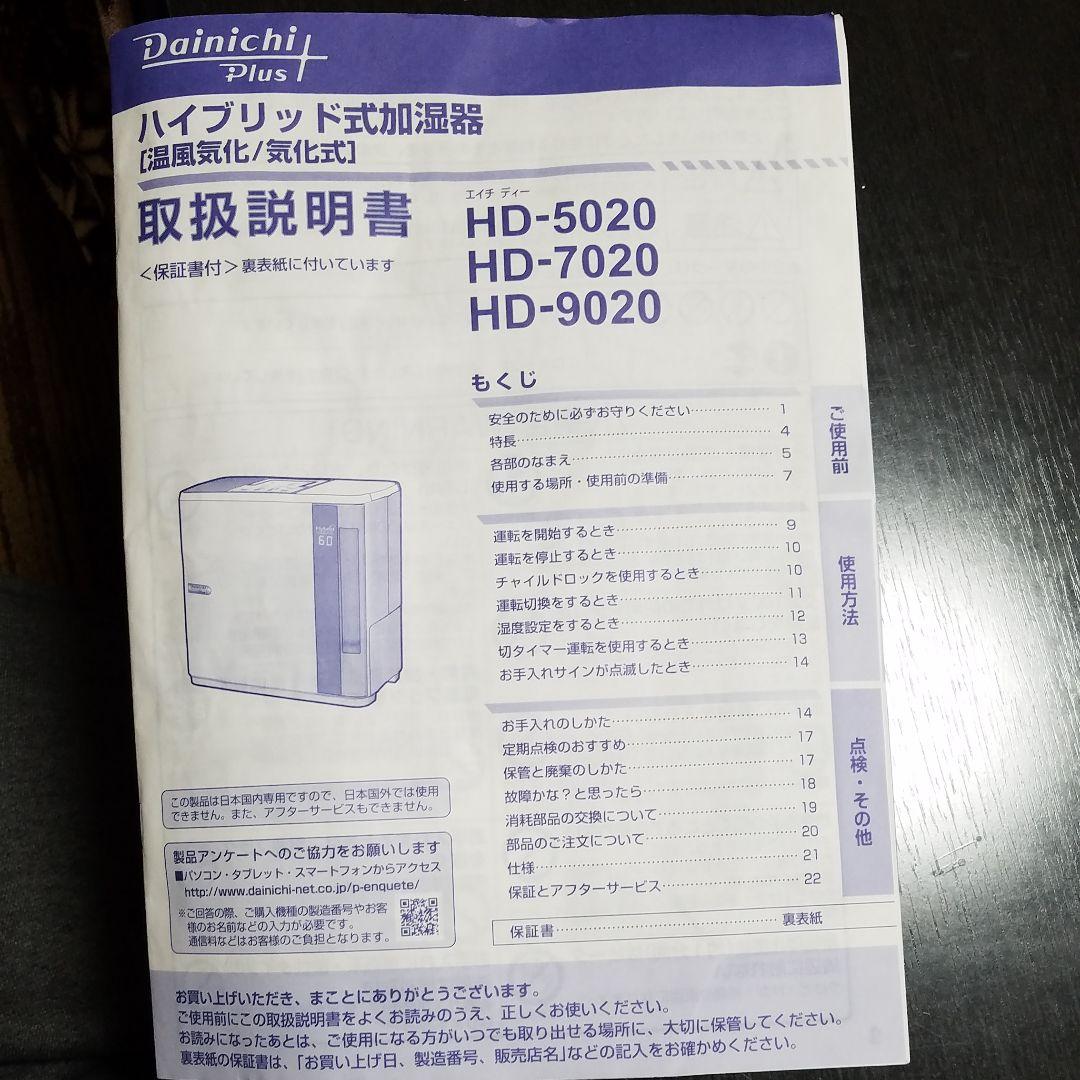 Dainichi
Plus
ハイブリッド式加湿器
[温風気化/気化式]
取扱説明書
<保証書付>裏表紙に付いています
エイチ ディー
HD-5020
HD-7020
HD-9020
もくじ
安全のために必ずお守りください……………… 1
特長…………………………………………… 4
各部のなまえ………………………………… 5
使用する場所・使用前の準備………………… 7
ご使用前
運転を開始するとき…………………………… 9
運転を停止するとき…………………………… 10
チャイルドロックを使用するとき…………… 10
運転切換をするとき…………………………… 11
湿度設定をするとき…………………………… 12
切タイマー運転を使用するとき……………… 13
お手入れサインが点滅したとき……………… 14
使用方法
お手入れのしかた……………………………… 14
定期点検のおすすめ…………………………… 17
保管と廃棄のしかた…………………………… 17
故障かな?と思ったら………………………… 18
消耗部品の交換について……………………… 19
部品のご注文について………………………… 20
仕様…………………………………………… 21
保証とアフターサービス……………………… 22
点検・その他
保証書………………………………………… 裏表紙
Hybrid
60
この製品は日本国内専用ですので、日本国外では使用
できません。また、アフターサービスもできません。
製品アンケートへのご協力をお願いします
■パソコン・タブレット・スマートフォンからアクセス
http://www.dainichi-net.co.jp/p-enquete/
※ご回答の際、ご購入機種の製造番号やお客
様のお名前などの入力が必要です。
通信料などはお客様のご負担となります。
お買い上げいただき、まことにありがとうございます。
ご使用前にこの取扱説明書をよくお読みのうえ、正しくお使いください。
お読みになったあとは、ご使用になる方がいつでも取り出せる場所に、大切に保管してください。
裏表紙の保証書は、「お買い上げ日、製造番号、販売店名」などの記入をお確かめください。